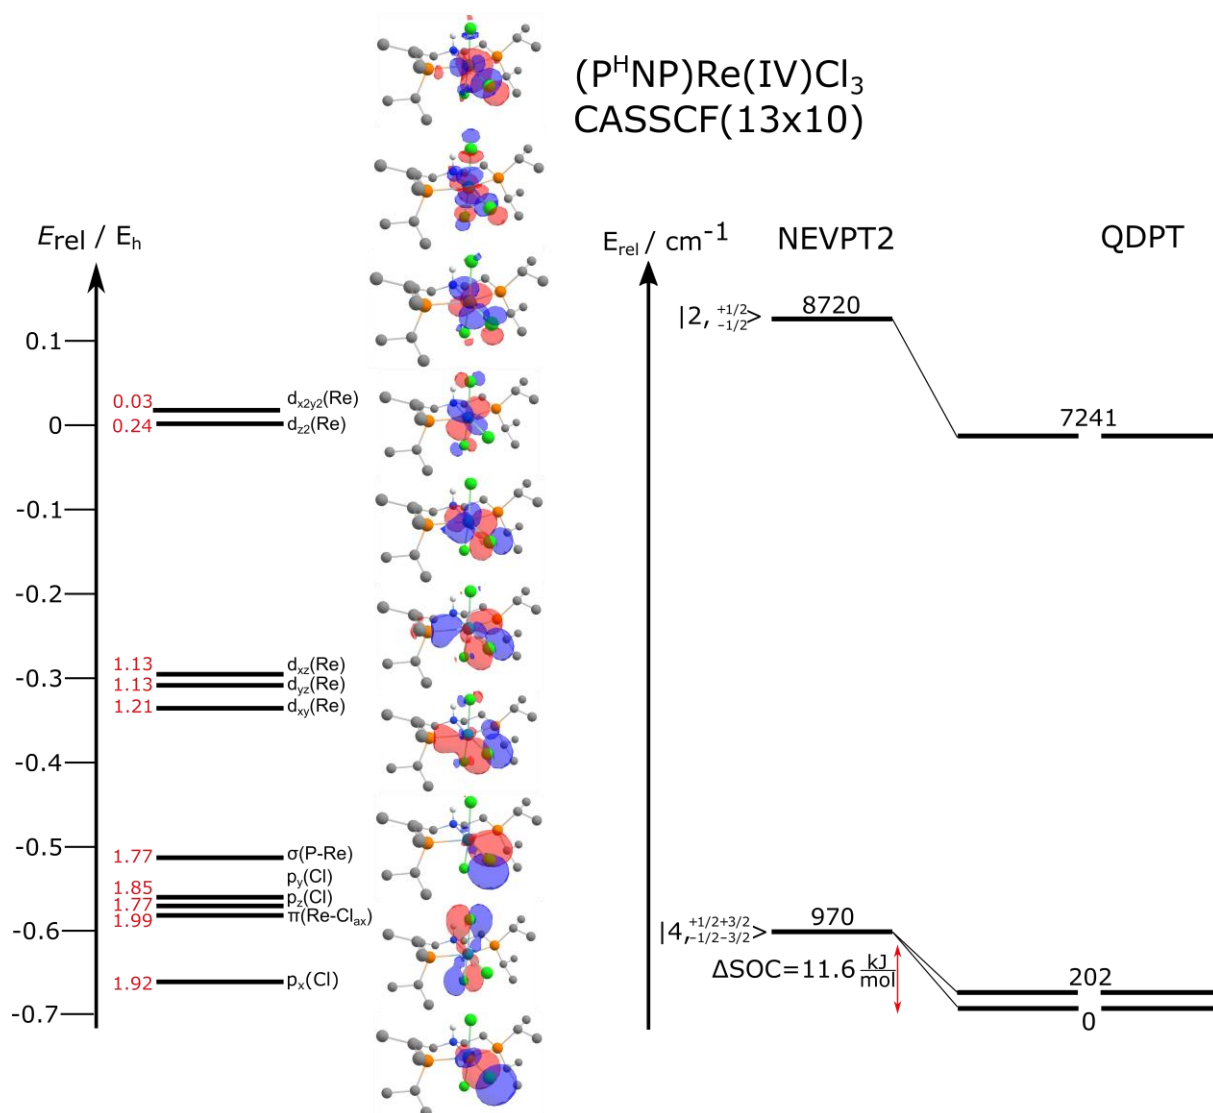 (PᴴNP)Re(IV)Cl₃
CASSCF(13x10)
E_rel / E_h
0.1
0
-0.1
-0.2
-0.3
-0.4
-0.5
-0.6
-0.7
0.03 d_x2y2(Re)
0.24 d_z2(Re)
1.13 d_xz(Re)
1.13 d_yz(Re)
1.21 d_xy(Re)
1.77 σ(P-Re)
1.85 p_y(Cl)
1.77 p_z(Cl)
1.99 π(Re-Cl_ax)
1.92 p_x(Cl)
E_rel / cm⁻¹
NEVPT2
QDPT
|2, +1/2 -1/2>
8720
7241
|4, +1/2+3/2 -1/2-3/2>
970
ΔSOC=11.6 kJ/mol
202
0